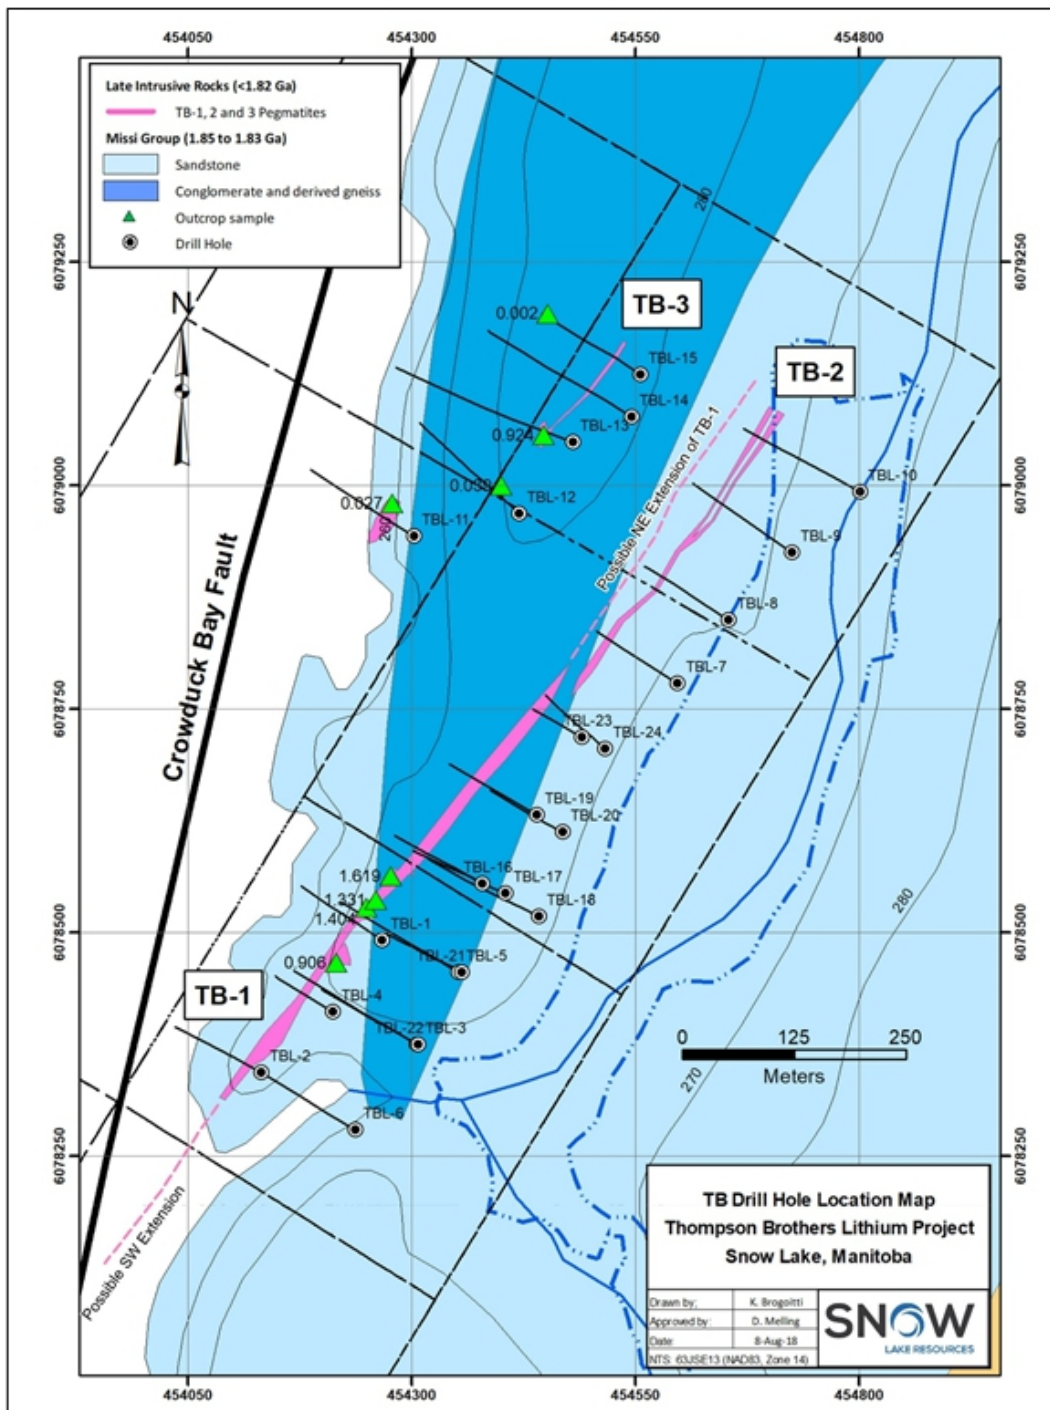 454050 454300 454550 454800
Late Intrusive Rocks (<1.82 Ga)
TB-1, 2 and 3 Pegmatites
Missi Group (1.85 to 1.83 Ga)
Sandstone
Conglomerate and derived gneiss
Outcrop sample
Drill Hole
280
6079250
6079250
N
0.002
TB-3
TBL-15
TB-2
TBL-14
0.924
TBL-13
Possible NE Extension of TB-1
TBL-10
6079000
6079000
0.039
TBL-12
0.027
TBL-11
260
TBL-9
TBL-8
Crowduck Bay Fault
TBL-7
6078750
6078750
TBL-23
TBL-24
TBL-19
TBL-20
1.619
TBL-16
TBL-17
1.331
TBL-18
1.404
TBL-1
6078500
6078500
280
0.906
TBL-21 TBL-5
TB-1
TBL-4
TBL-22 TBL-3
0 125 250
Meters
TBL-2
270
TBL-6
6078250
6078250
Possible SW Extension
TB Drill Hole Location Map
Thompson Brothers Lithium Project
Snow Lake, Manitoba
Drawn by; K. Brogoitti
Approved by: D. Melling
Date: 8-Aug-18
NTS: 63JSE13 (NAD83, Zone 14)
SNOW
LAKE RESOURCES
454050 454300 454550 454800